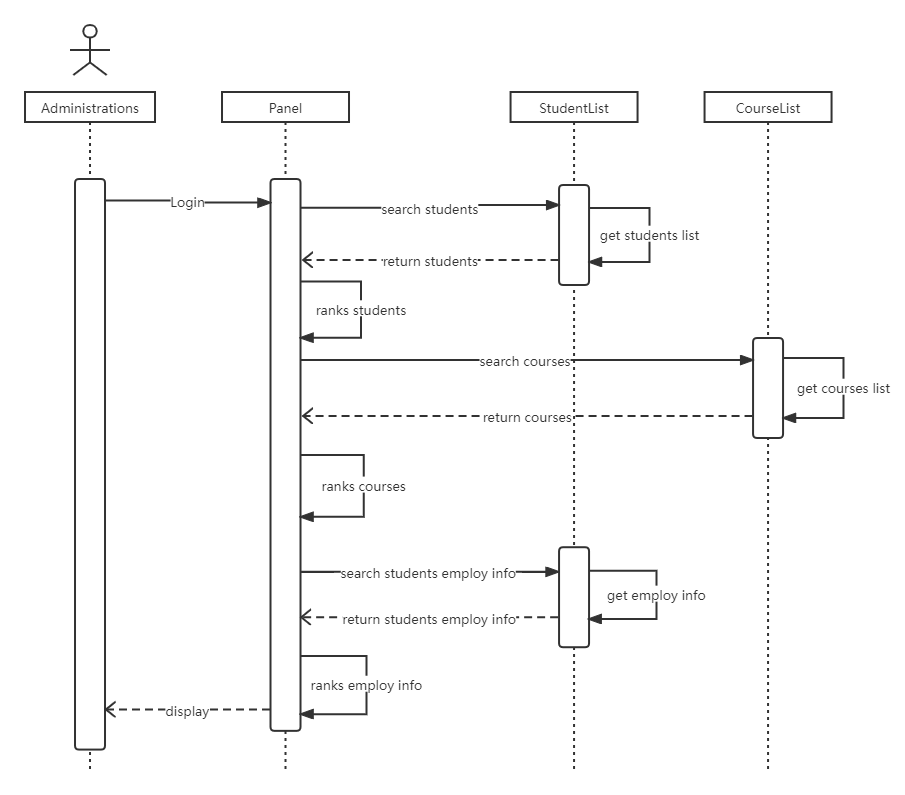 Administrations
Panel
StudentList
CourseList
Login
search students
get students list
return students
ranks students
search courses
get courses list
return courses
ranks courses
search students employ info
get employ info
return students employ info
ranks employ info
display